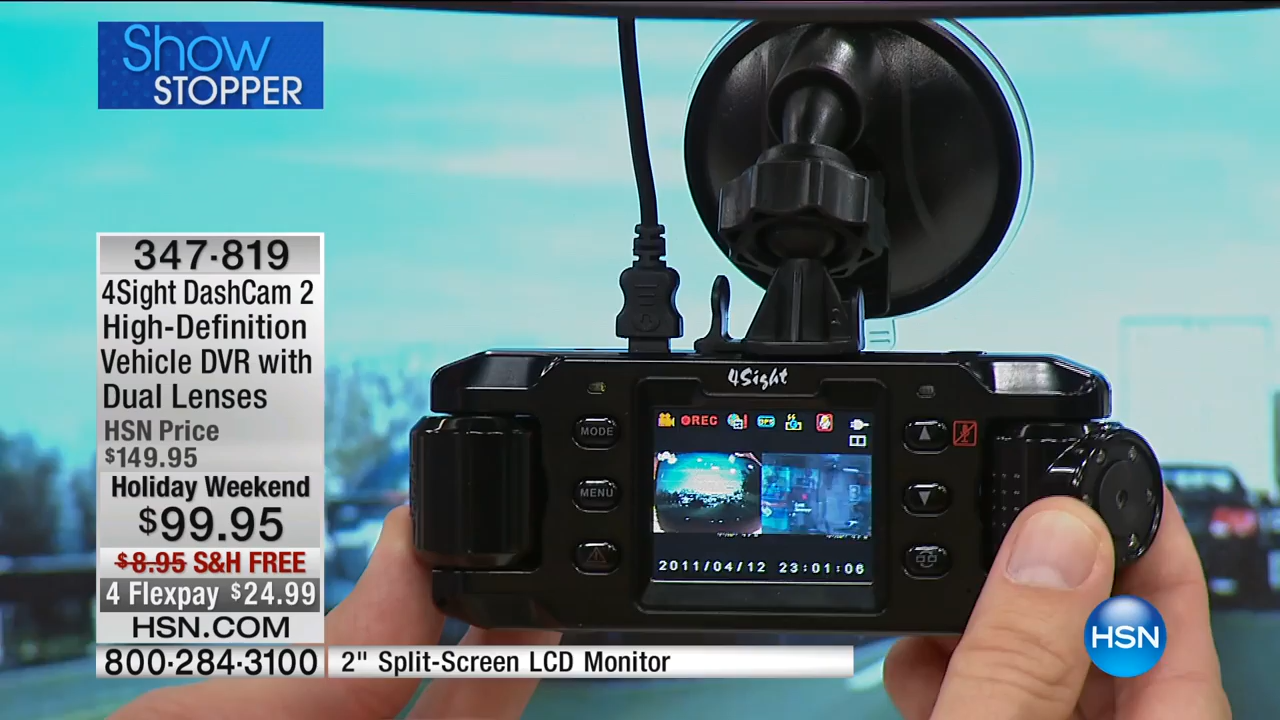 Show
STOPPER
347·819
4Sight DashCam 2
High-Definition
Vehicle DVR with
Dual Lenses
HSN Price
$149.95
Holiday Weekend
$99.95
$8.95 S&H FREE
4 Flexpay $24.99
HSN.COM
800·284·3100
2" Split-Screen LCD Monitor
4Sight
MODE
REC
GPS
MENU
2011/04/12 23:01:06
HSN